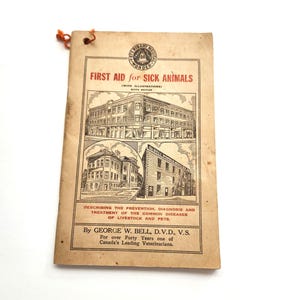 FIRST AID for SICK ANIMALS
(WITH ILLUSTRATIONS)
DESCRIBING THE PREVENTION, DIAGNOSIS AND
TREATMENT OF THE COMMON DISEASES
OF LIVESTOCK AND PETS.
By GEORGE W. BELL, D.V.D., V.S.
For over Forty Years one of
Canada's Leading Veterinarians.